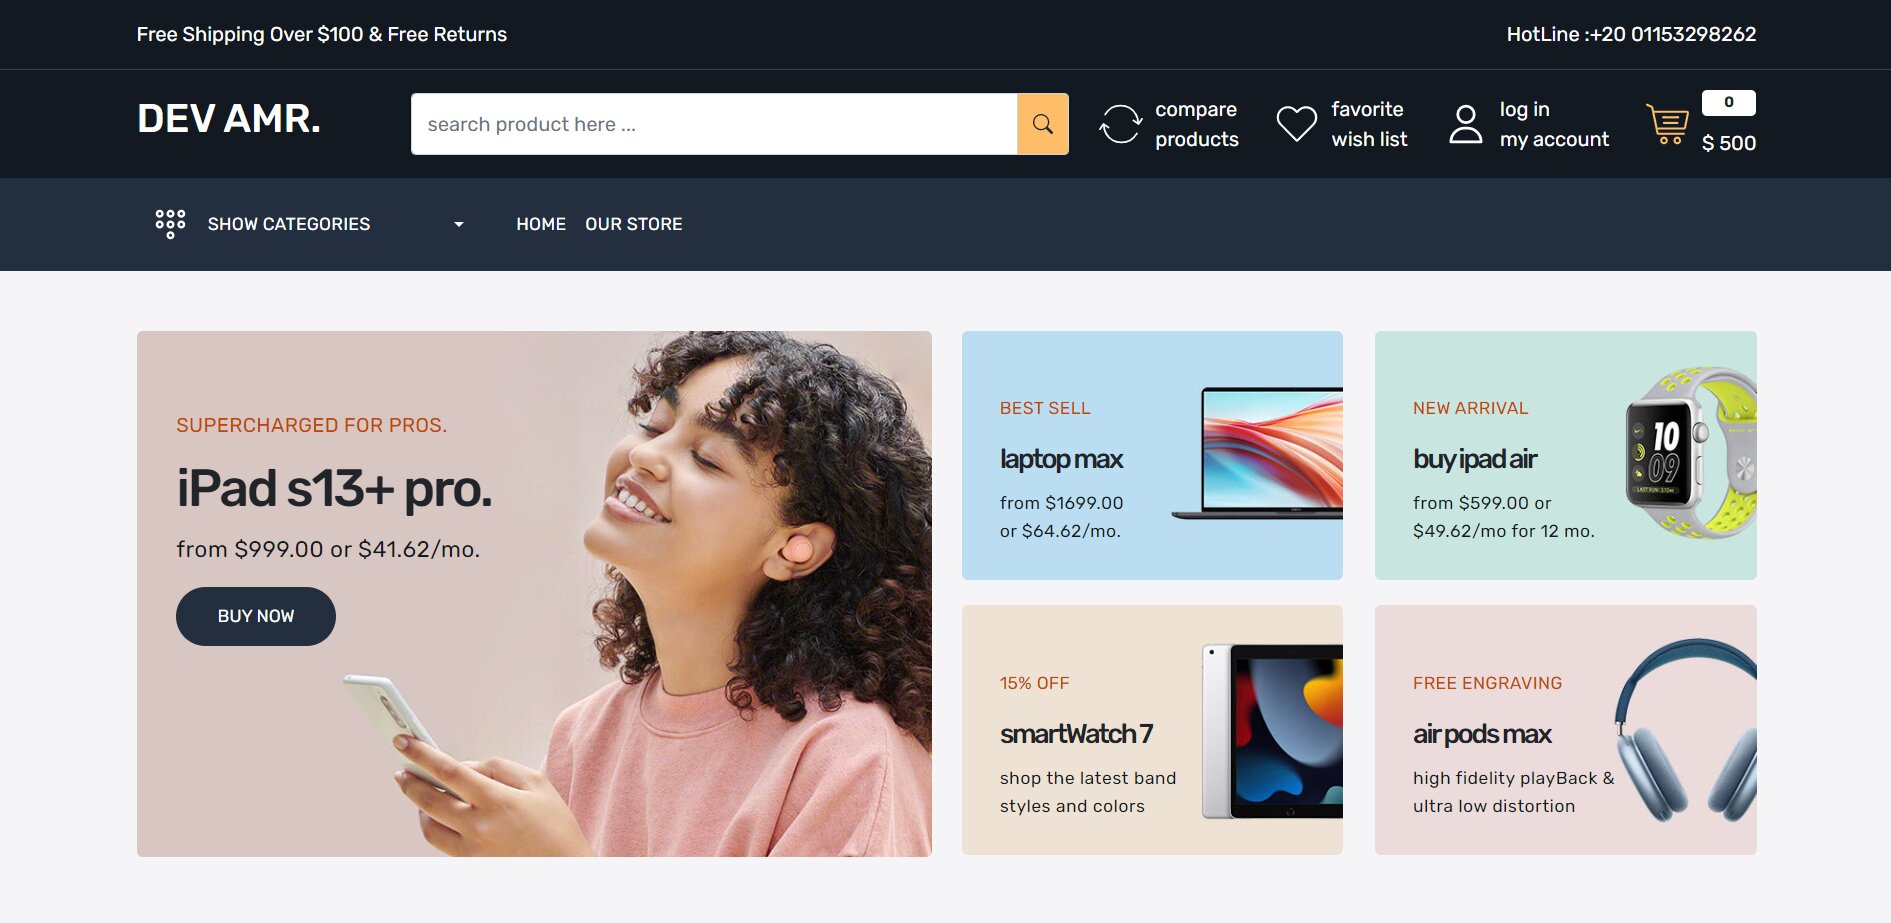 Free Shipping Over $100 & Free Returns
HotLine :+20 01153298262
DEV AMR.
search product here ...
compare
products
favorite
wish list
log in
my account
0
$ 500
SHOW CATEGORIES
HOME
OUR STORE
SUPERCHARGED FOR PROS.
iPad s13+ pro.
from $999.00 or $41.62/mo.
BUY NOW
BEST SELL
laptop max
from $1699.00
or $64.62/mo.
NEW ARRIVAL
buy ipad air
from $599.00 or
$49.62/mo for 12 mo.
10
09
15% OFF
smartWatch 7
shop the latest band
styles and colors
FREE ENGRAVING
air pods max
high fidelity playBack &
ultra low distortion